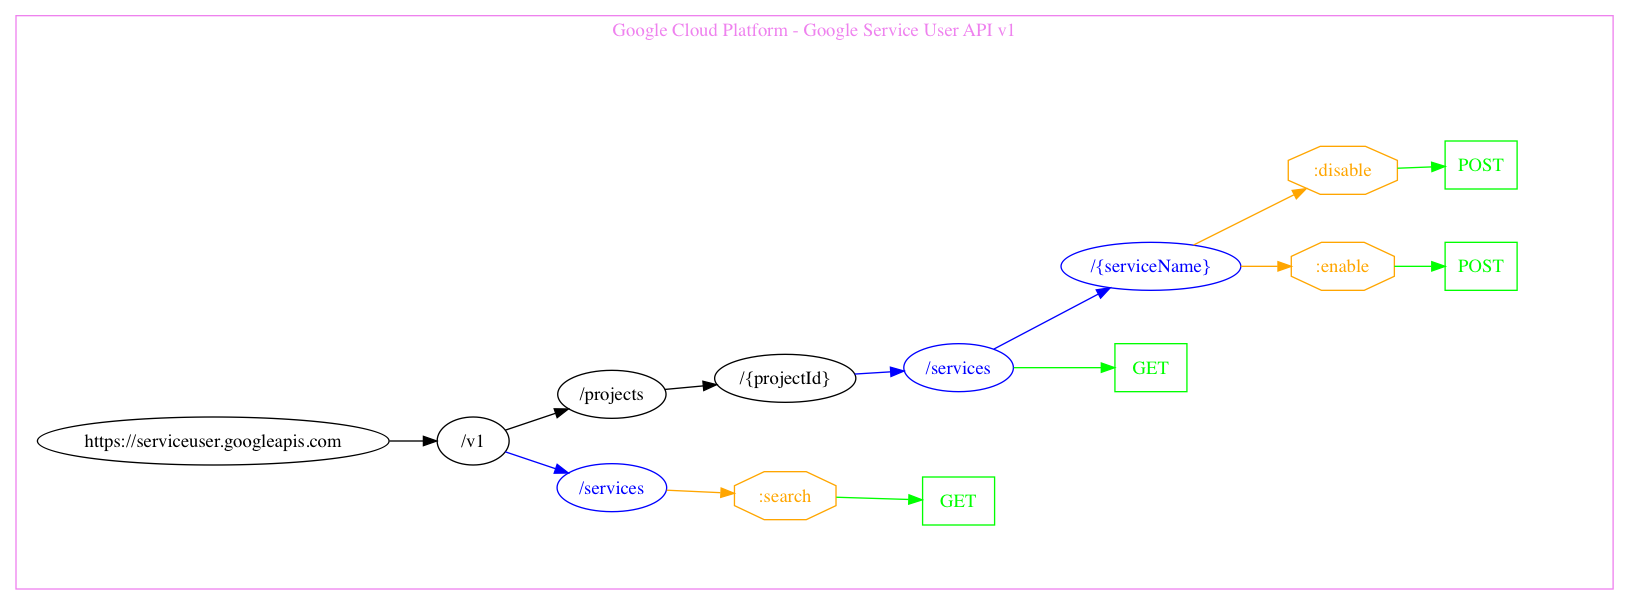 Google Cloud Platform - Google Service User API v1
:disable
POST
/{serviceName}
:enable
POST
/services
GET
/{projectId}
/projects
https://serviceuser.googleapis.com
/v1
/services
:search
GET